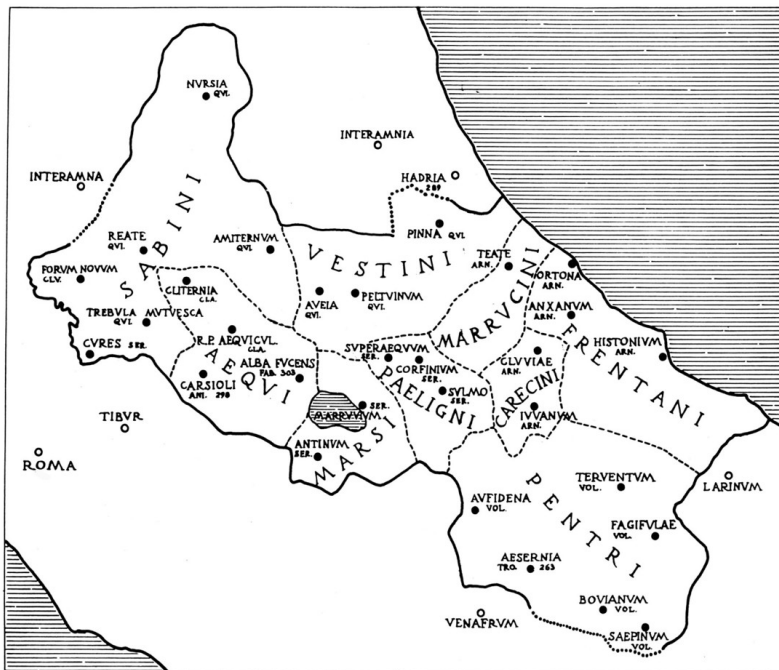 NVRSIA
QVI.
INTERAMNIA
INTERAMNA
HADRIA
289
SABINI
REATE
QVI.
AMITERNVM
QVI.
VESTINI
PINNA QVI.
TEATE
ARN.
MARRVCINI
ORTONA
ARN.
FORVM NOVVM
CLV.
CLITERNIA
CLA.
AVEIA
QVI.
PELTVINVM
QVI.
ANXANVM
ARN.
FRENTANI
TREBVLA MVTVESCA
QVI.
R.P. AEQVICVL.
CLA.
AEQVI
CVRES SER.
SVPERAEQVVM
SER.
CORFINIVM
SER.
PAELIGNI
CLVVIAE
ARN.
CARECINI
HISTONIVM
ARN.
CARSIOLI
ANI. 298
ALBA FVCENS
FAB. 303
SVLMO
SER.
IVVANVM
ARN.
SER.
MARRVVIVM
MARSI
TIBVR
ANTINVM
SER.
ROMA
PENTRI
TERVENTVM
VOL.
LARINVM
AVFIDENA
VOL.
FAGIFVLAE
VOL.
AESERNIA
TRO. 263
BOVIANVM
VOL.
VENAFRVM
SAEPINVM
VOL.